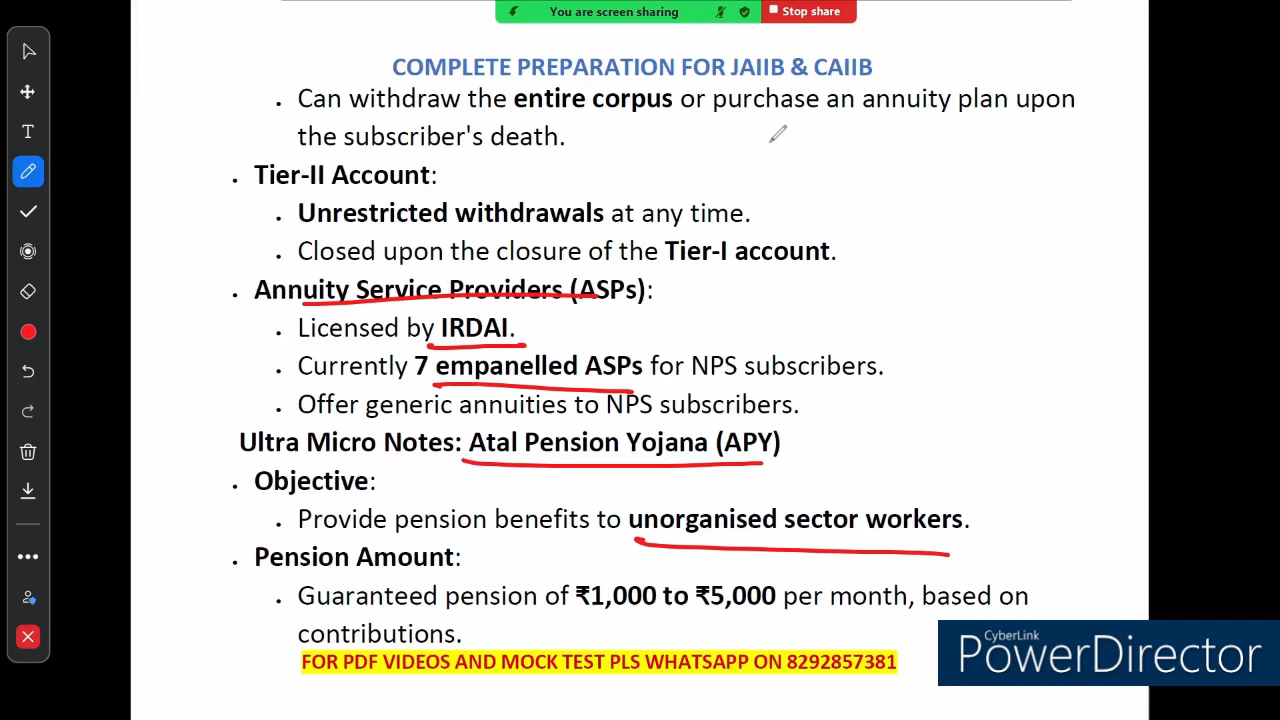 You are screen sharing
Stop share
COMPLETE PREPARATION FOR JAIIB & CAIIB
• Can withdraw the entire corpus or purchase an annuity plan upon
the subscriber's death.
• Tier-II Account:
• Unrestricted withdrawals at any time.
• Closed upon the closure of the Tier-I account.
• Annuity Service Providers (ASPs):
• Licensed by IRDAI.
• Currently 7 empanelled ASPs for NPS subscribers.
• Offer generic annuities to NPS subscribers.
Ultra Micro Notes: Atal Pension Yojana (APY)
• Objective:
• Provide pension benefits to unorganised sector workers.
• Pension Amount:
• Guaranteed pension of ₹1,000 to ₹5,000 per month, based on
contributions.
FOR PDF VIDEOS AND MOCK TEST PLS WHATSAPP ON 8292857381
CyberLink
PowerDirector
T